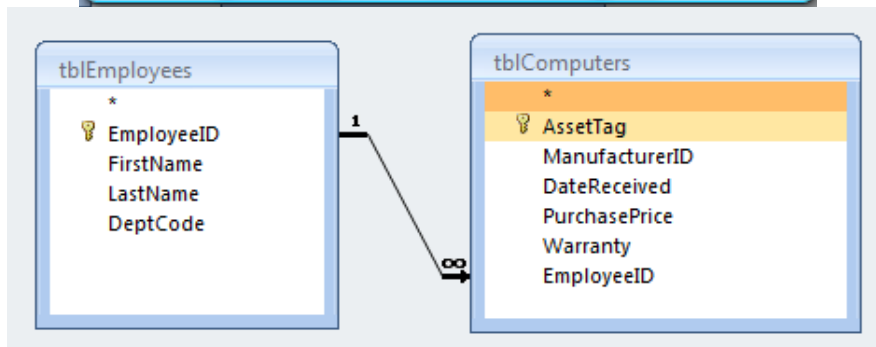 tblEmployees
*
EmployeeID
FirstName
LastName
DeptCode
1
∞
tblComputers
*
AssetTag
ManufacturerID
DateReceived
PurchasePrice
Warranty
EmployeeID